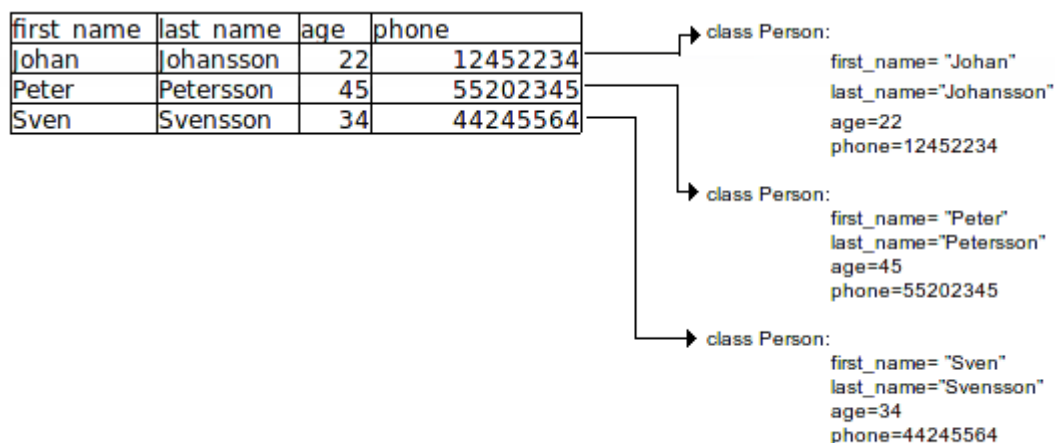 first_name last_name age phone
Johan Johansson 22 12452234
Peter Petersson 45 55202345
Sven Svensson 34 44245564
class Person:
first_name= "Johan"
last_name="Johansson"
age=22
phone=12452234
class Person:
first_name= "Peter"
last_name="Petersson"
age=45
phone=55202345
class Person:
first_name= "Sven"
last_name="Svensson"
age=34
phone=44245564